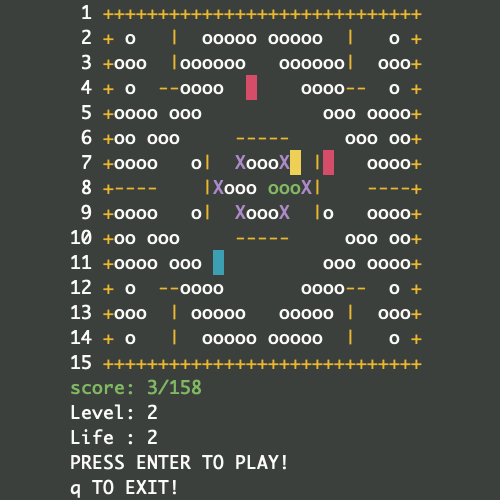 1 +++++++++++++++++++++++++++++
 2 + o   |  ooooo ooooo  |   o +
 3 +ooo  |oooooo   oooooo|  ooo+
 4 + o  --oooo       oooo--  o +
 5 +oooo ooo           ooo oooo+
 6 +oo ooo     -----     ooo oo+
 7 +oooo   o|  XoooX  |    oooo+
 8 +----    |Xooo oooX|    ----+
 9 +oooo   o|  XoooX  |o   oooo+
10 +oo ooo     -----     ooo oo+
11 +oooo ooo           ooo oooo+
12 + o  --oooo       oooo--  o +
13 +ooo  | ooooo   ooooo |  ooo+
14 + o   |  ooooo ooooo  |   o +
15 +++++++++++++++++++++++++++++
score: 3/158
Level: 2
Life : 2
PRESS ENTER TO PLAY!
q TO EXIT!